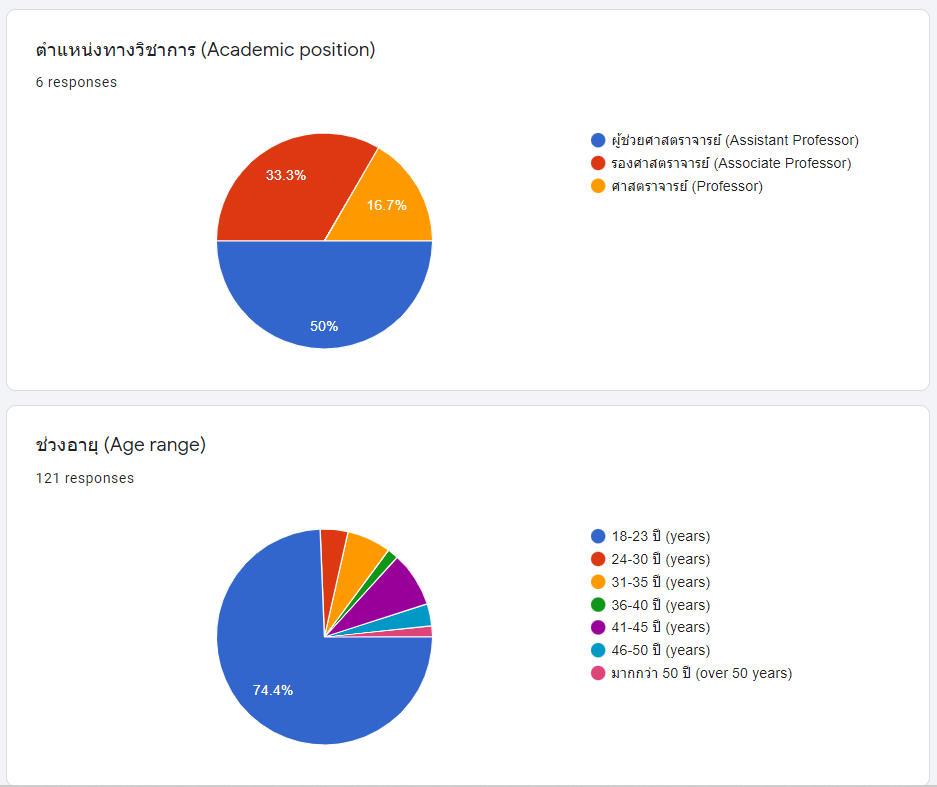 ตำแหน่งทางวิชาการ (Academic position)
6 responses
33.3%
16.7%
50%
ผู้ช่วยศาสตราจารย์ (Assistant Professor)
รองศาสตราจารย์ (Associate Professor)
ศาสตราจารย์ (Professor)
ช่วงอายุ (Age range)
121 responses
74.4%
18-23 ปี (years)
24-30 ปี (years)
31-35 ปี (years)
36-40 ปี (years)
41-45 ปี (years)
46-50 ปี (years)
มากกว่า 50 ปี (over 50 years)